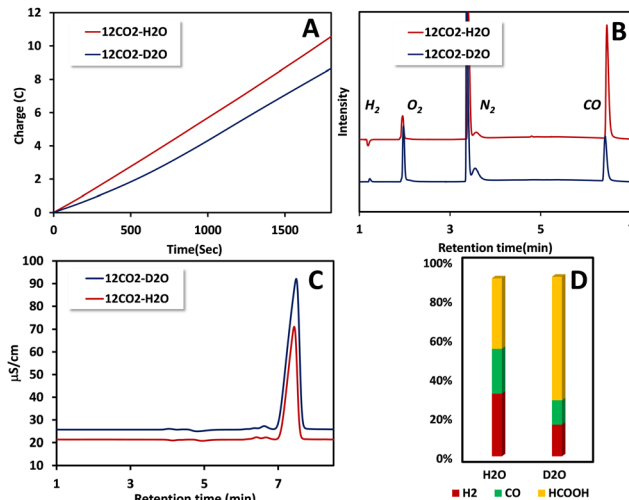 A
12CO2-H2O
12CO2-D2O
Charge (C)
12
10
8
6
4
2
0
0
500
1000
1500
Time(Sec)
B
12CO2-H2O
12CO2-D2O
Intensity
H2
O2
N2
CO
1
3
5
Retention time(min)
C
12CO2-D2O
12CO2-H2O
µS/cm
100
90
80
70
60
50
40
30
20
10
1
3
5
7
Retention time (min)
D
100%
80%
60%
40%
20%
0%
H2O
D2O
H2
CO
HCOOH